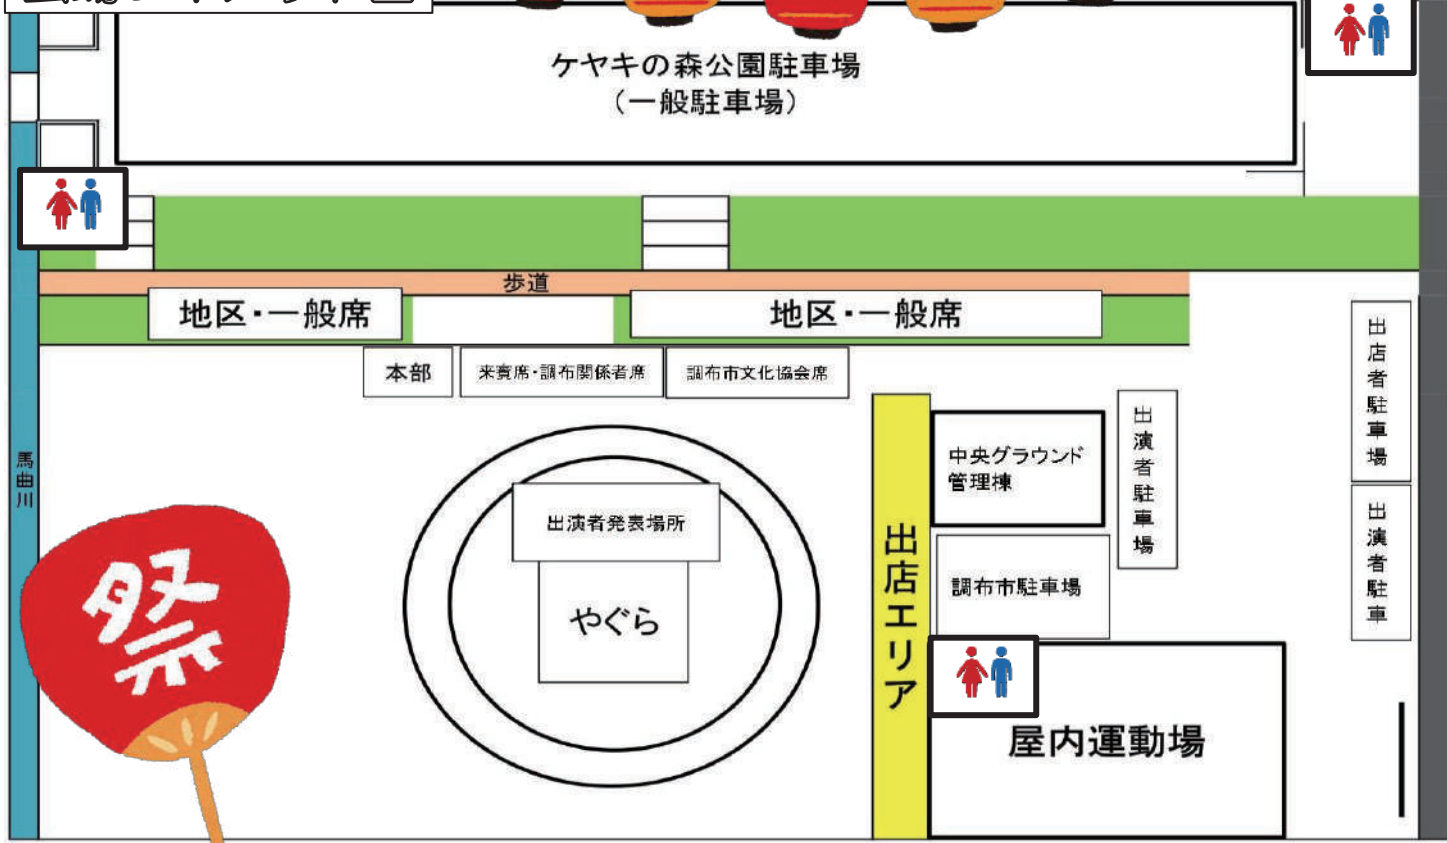 ケヤキの森公園駐車場
（一般駐車場）
歩道
地区・一般席
地区・一般席
本部
来賓席・調布関係者席
調布市文化協会席
出店者駐車場
馬曲川
中央グラウンド
管理棟
出演者駐車場
出演者発表場所
やぐら
出店エリア
調布市駐車場
出演者駐車
祭
屋内運動場